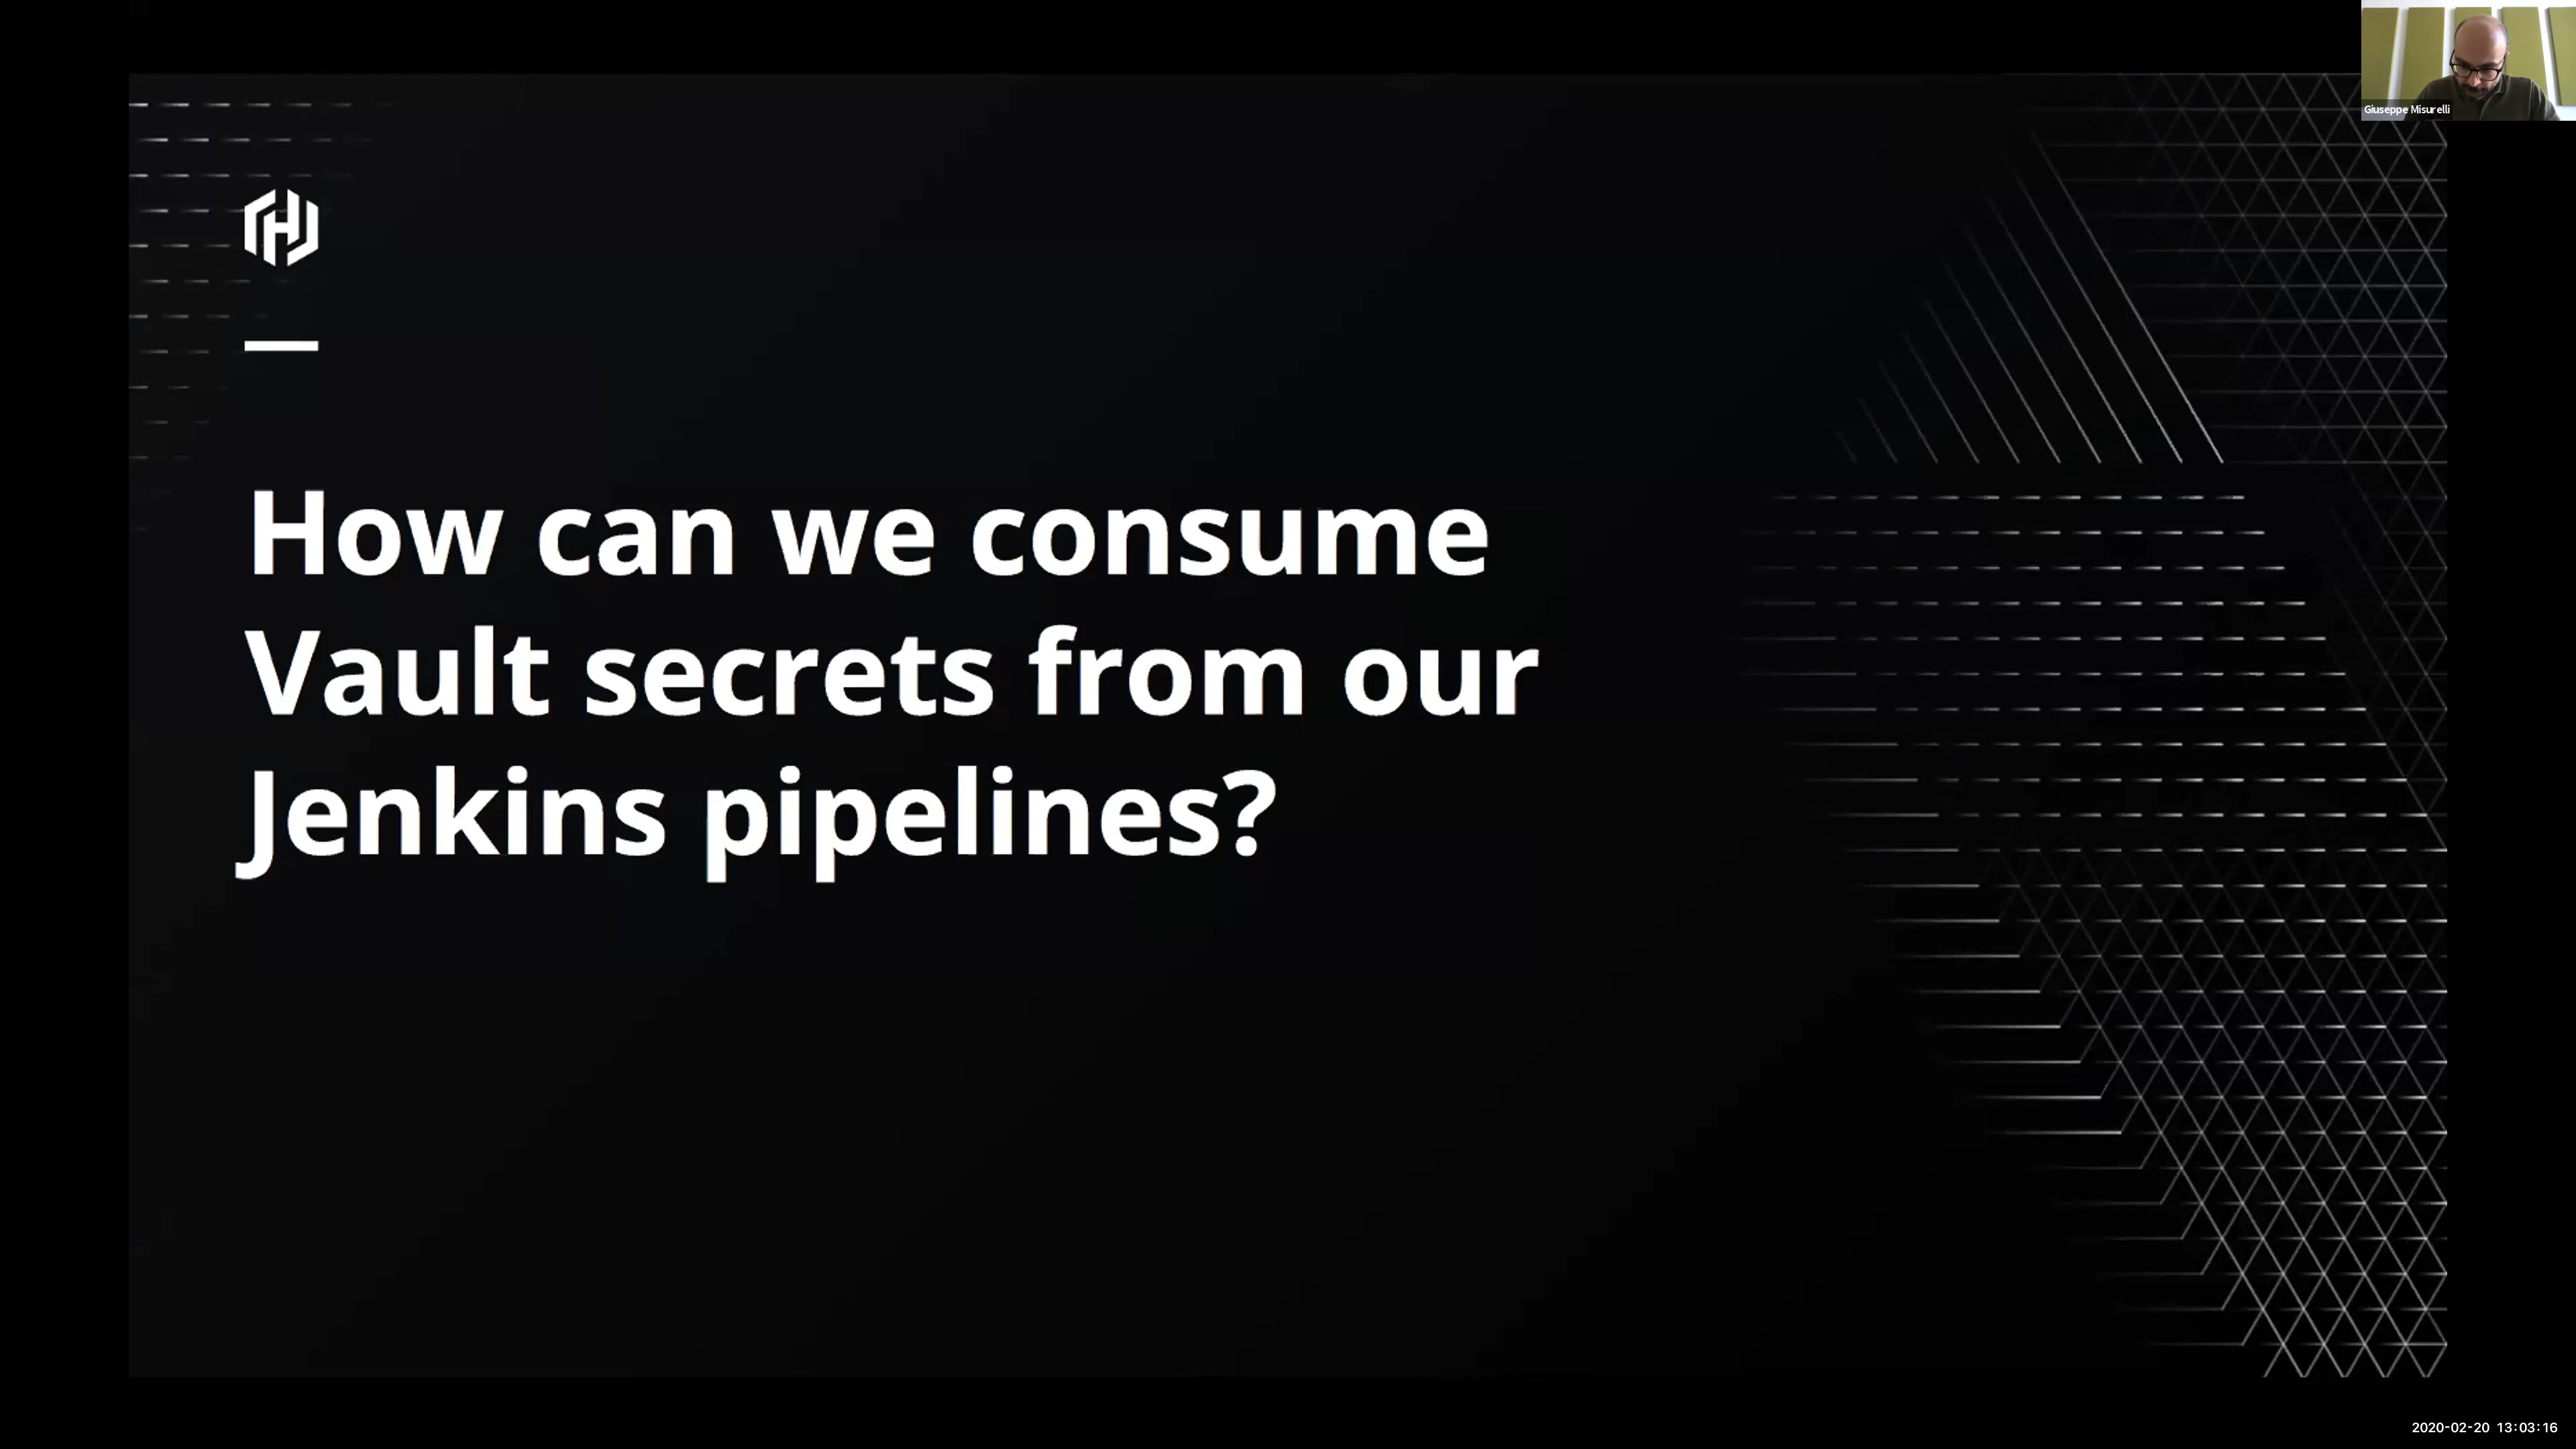 Giuseppe Misurelli
How can we consume
Vault secrets from our
Jenkins pipelines?
2020-02-20 13:03:16